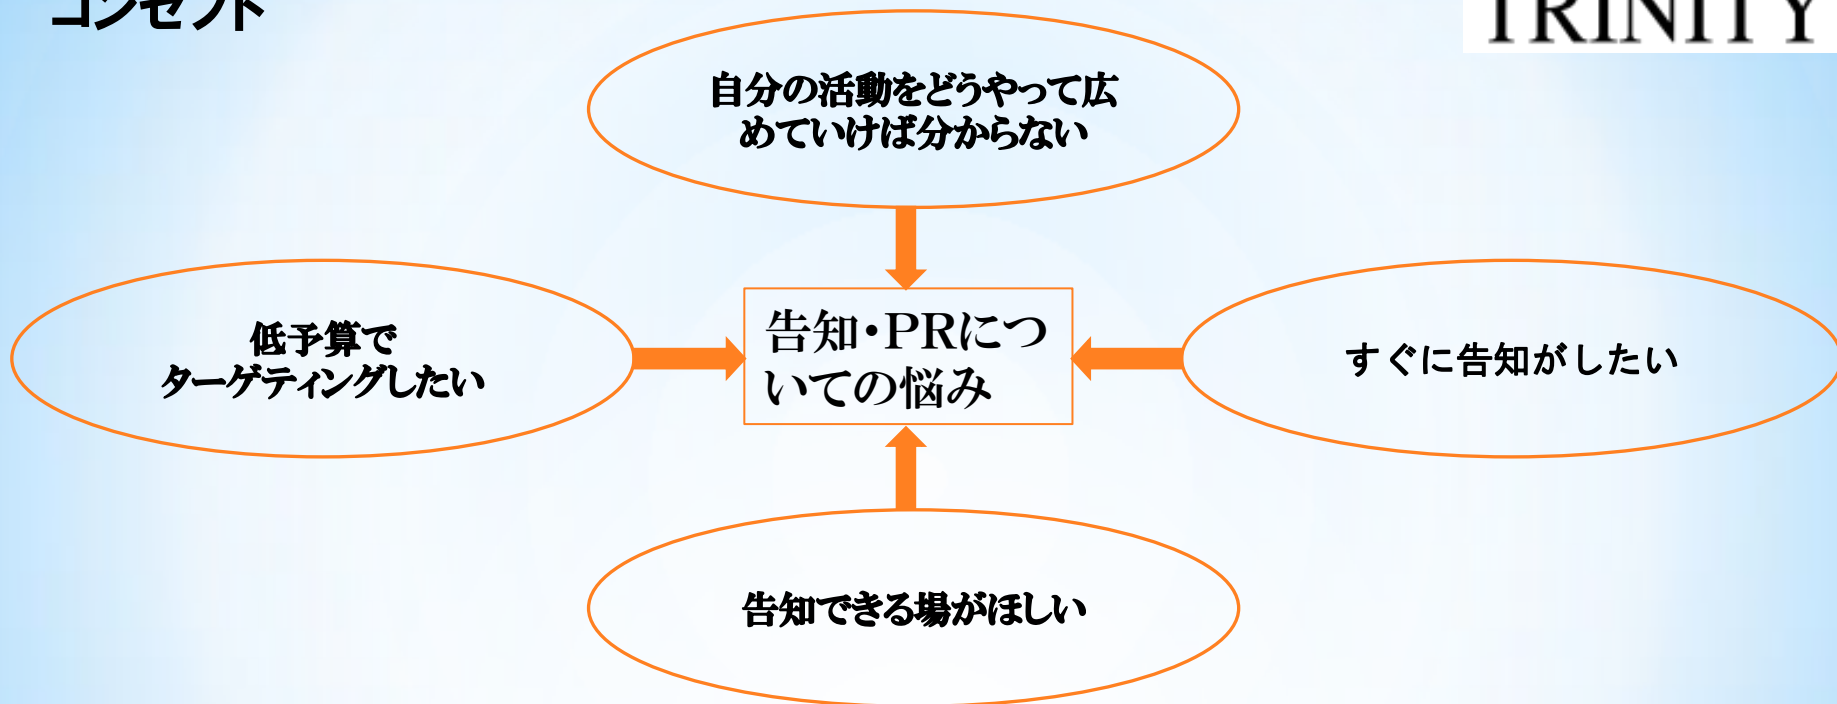 コンセプト
TRINITY
自分の活動をどうやって広
めていけば分からない
低予算で
ターゲティングしたい
告知・PRにつ
いての悩み
すぐに告知がしたい
告知できる場がほしい